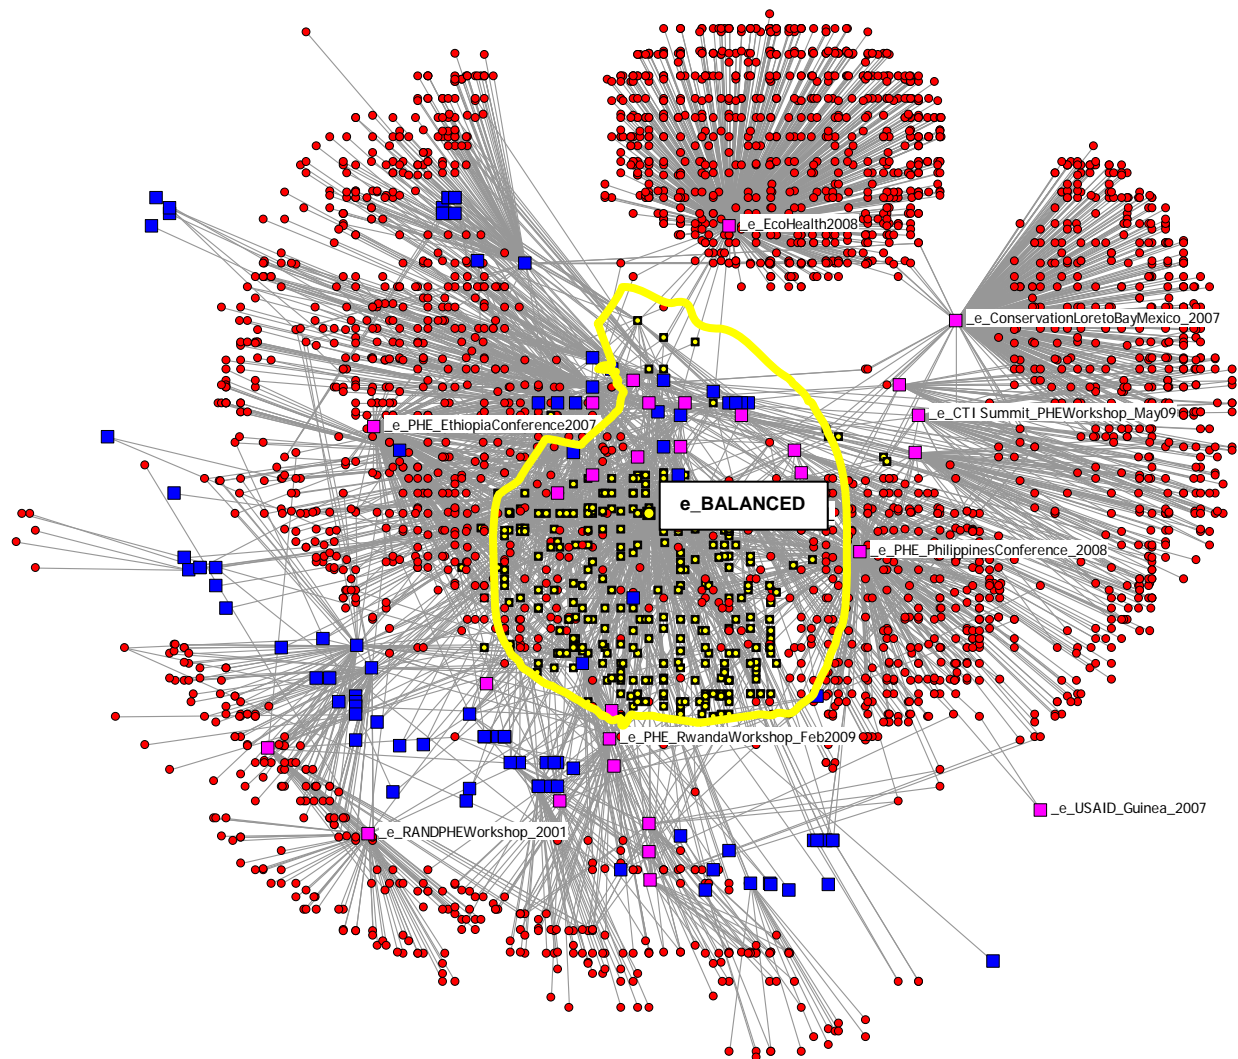 _e_EcoHealth2008
_e_ConservationLoretoBayMexico_2007
_e_CTI Summit_PHEWorkshop_May09
_e_PHE_EthiopiaConference2007
e_BALANCED
_e_PHE_PhilippinesConference_2008
_e_PHE_RwandaWorkshop_Feb2009
_e_USAID_Guinea_2007
_e_RANDPHEWorkshop_2001